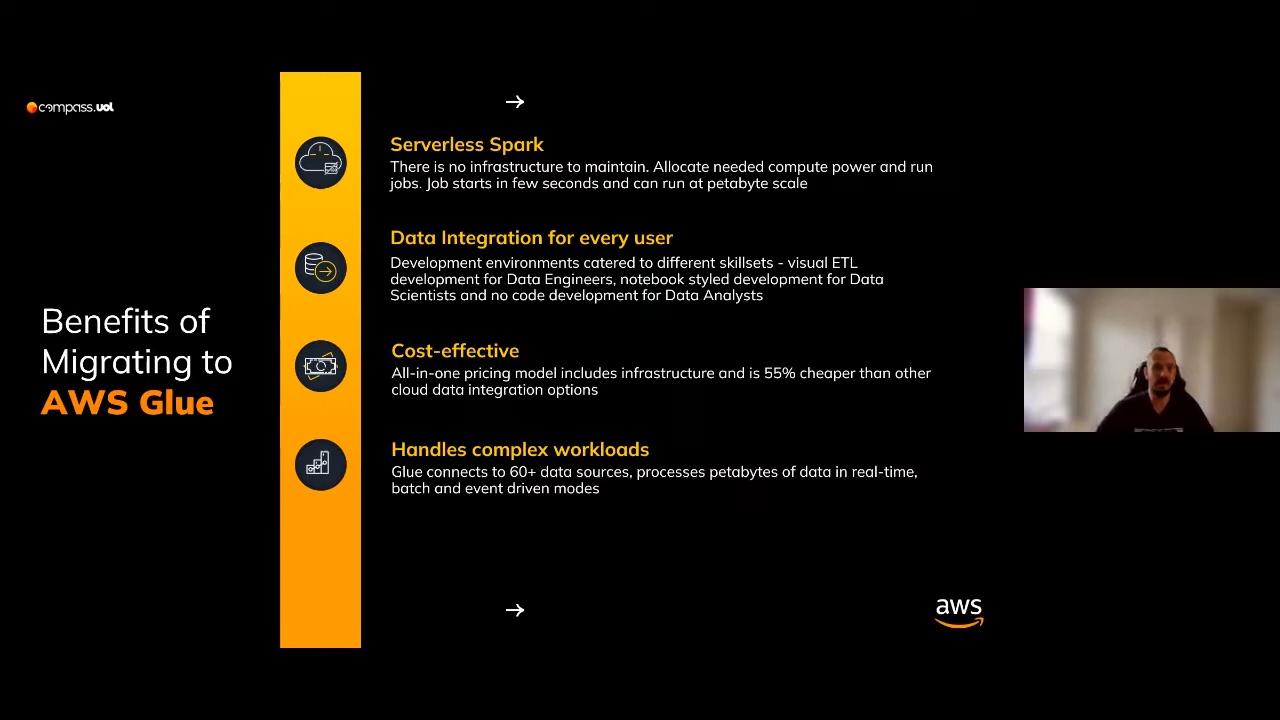 compass.uol
Benefits of
Migrating to
AWS Glue
Serverless Spark
There is no infrastructure to maintain. Allocate needed compute power and run
jobs. Job starts in few seconds and can run at petabyte scale
Data Integration for every user
Development environments catered to different skillsets - visual ETL
development for Data Engineers, notebook styled development for Data
Scientists and no code development for Data Analysts
Cost-effective
All-in-one pricing model includes infrastructure and is 55% cheaper than other
cloud data integration options
Handles complex workloads
Glue connects to 60+ data sources, processes petabytes of data in real-time,
batch and event driven modes
aws